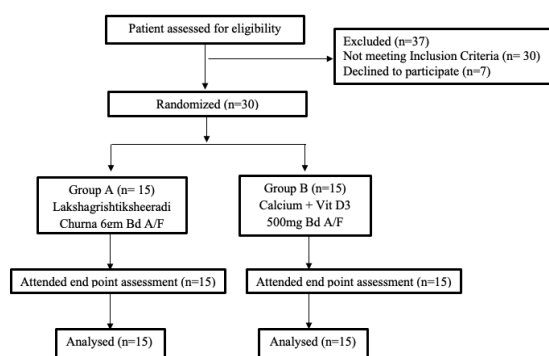 Patient assessed for eligibility
Excluded (n=37)
Not meeting Inclusion Criteria (n= 30)
Declined to participate (n=7)
Randomized (n=30)
Group A (n= 15)
Lakshagrishtiksheeradi
Churna 6gm Bd A/F
Group B (n=15)
Calcium + Vit D3
500mg Bd A/F
Attended end point assessment (n=15)
Attended end point assessment (n=15)
Analysed (n=15)
Analysed (n=15)